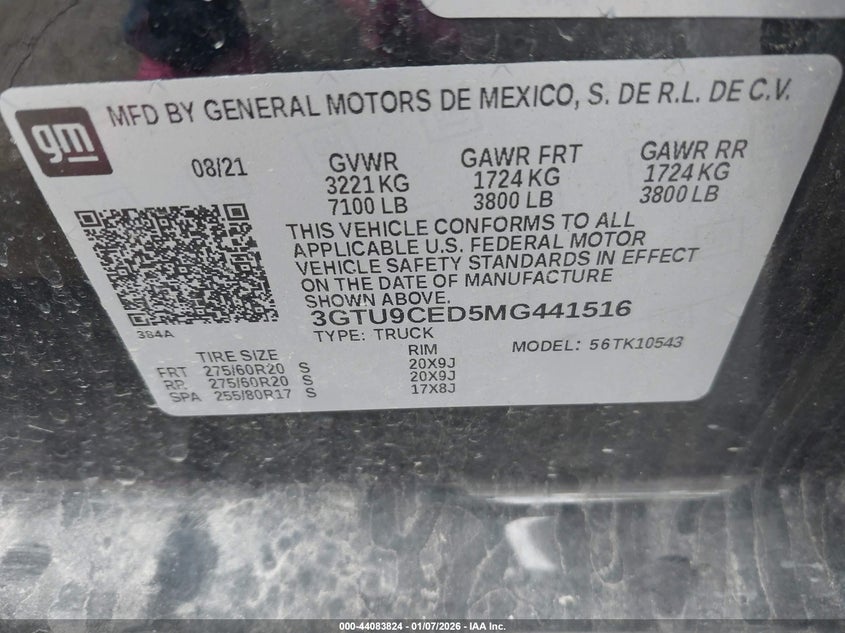 gm
MFD BY GENERAL MOTORS DE MEXICO, S. DE R.L. DE C.V.
08/21 GVWR GAWR FRT GAWR RR
3221 KG 1724 KG 1724 KG
7100 LB 3800 LB 3800 LB
THIS VEHICLE CONFORMS TO ALL
APPLICABLE U.S. FEDERAL MOTOR
VEHICLE SAFETY STANDARDS IN EFFECT
ON THE DATE OF MANUFACTURE
SHOWN ABOVE.
3GTU9CED5MG441516
384A
TYPE: TRUCK
TIRE SIZE RIM MODEL: 56TK10543
FRT 275/60R20 S 20X9J
RR 275/60R20 S 20X9J
SPA 255/80R17 S 17X8J
000-44083824 - 01/07/2026 - IAA Inc.